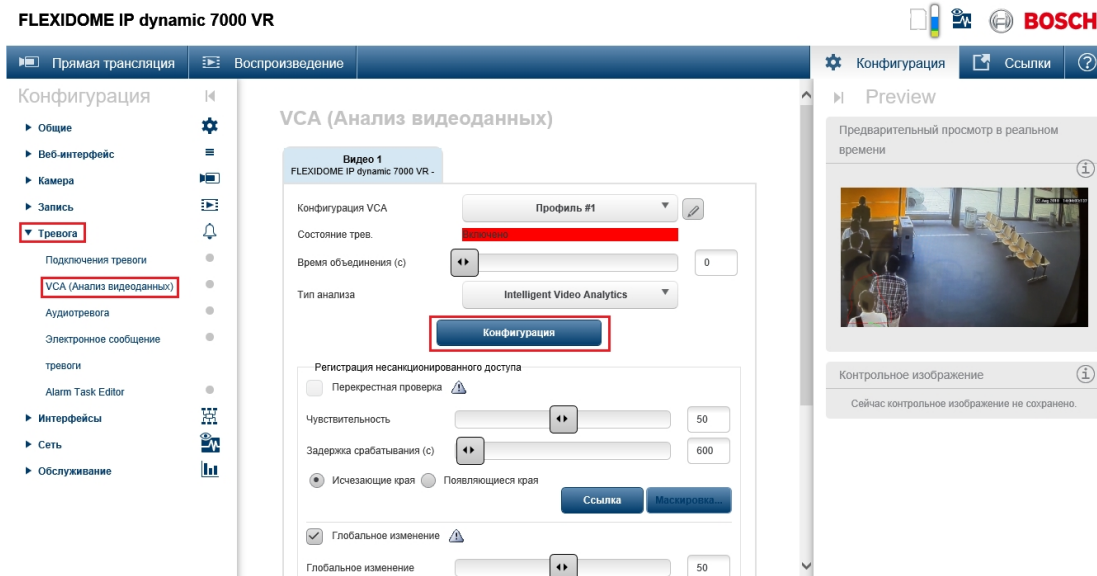 FLEXIDOME IP dynamic 7000 VR
BOSCH
Прямая трансляция
Воспроизведение
Конфигурация
Ссылки
Конфигурация
Общие
Веб-интерфейс
Камера
Запись
Тревога
Подключения тревоги
VCA (Анализ видеоданных)
Аудиотревога
Электронное сообщение
тревоги
Alarm Task Editor
Интерфейсы
Сеть
Обслуживание
VCA (Анализ видеоданных)
Видео 1
FLEXIDOME IP dynamic 7000 VR -
Конфигурация VCA
Профиль #1
Состояние трев.
Включено
Время объединения (с)
0
Тип анализа
Intelligent Video Analytics
Конфигурация
Регистрация несанкционированного доступа
Перекрестная проверка
Чувствительность
50
Задержка срабатывания (с)
600
Исчезающие края
Появляющиеся края
Ссылка
Маскировка...
Глобальное изменение
Глобальное изменение
50
Preview
Предварительный просмотр в реальном
времени
Контрольное изображение
Сейчас контрольное изображение не сохранено.